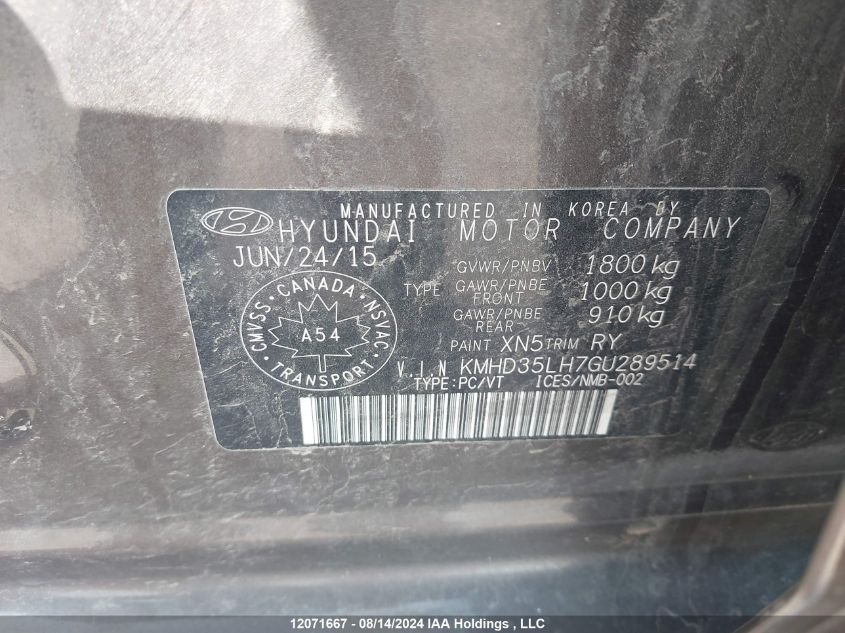 MANUFACTURED IN KOREA BY
HYUNDAI MOTOR COMPANY
JUN/24/15
GVWR/PNBV 1800 kg
TYPE GAWR/PNBE FRONT 1000 kg
GAWR/PNBE REAR 910 kg
PAINT XN5 TRIM RY
CMVSS • CANADA • NSVAC • TRANSPORT •
A54
V.I.N KMHD35LH7GU289514
TYPE:PC/VT ICES/NMB-002
12071667 - 08/14/2024 IAA Holdings , LLC